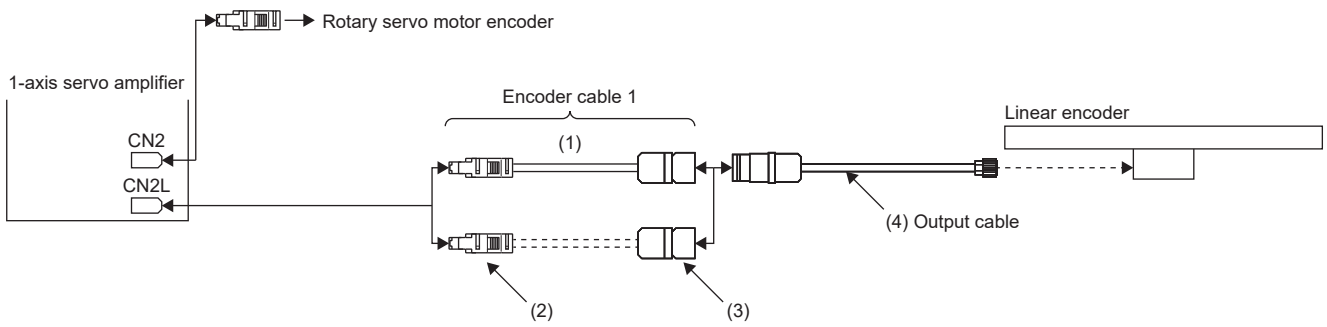 Rotary servo motor encoder
1-axis servo amplifier
Encoder cable 1
Linear encoder
CN2
(1)
CN2L
(4) Output cable
(2)
(3)